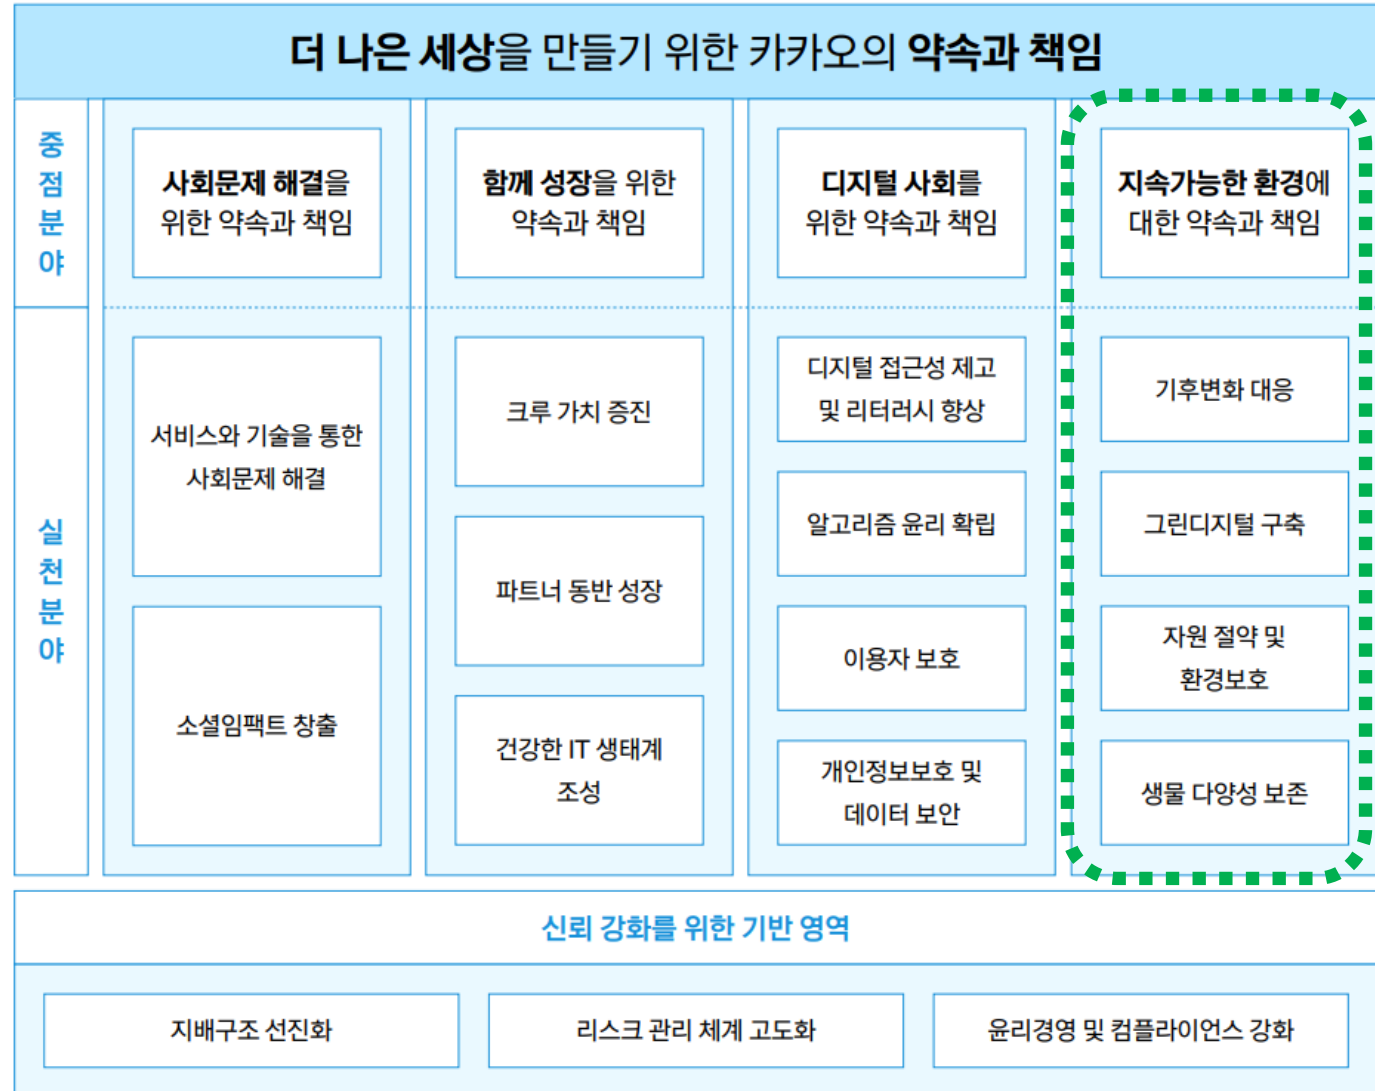 더 나은 세상을 만들기 위한 카카오의 약속과 책임
중점분야
사회문제 해결을
위한 약속과 책임
함께 성장을 위한
약속과 책임
디지털 사회를
위한 약속과 책임
지속가능한 환경에
대한 약속과 책임
실천분야
서비스와 기술을 통한
사회문제 해결
소셜임팩트 창출
크루 가치 증진
파트너 동반 성장
건강한 IT 생태계
조성
디지털 접근성 제고
및 리터러시 향상
알고리즘 윤리 확립
이용자 보호
개인정보보호 및
데이터 보안
기후변화 대응
그린디지털 구축
자원 절약 및
환경보호
생물 다양성 보존
신뢰 강화를 위한 기반 영역
지배구조 선진화
리스크 관리 체계 고도화
윤리경영 및 컴플라이언스 강화